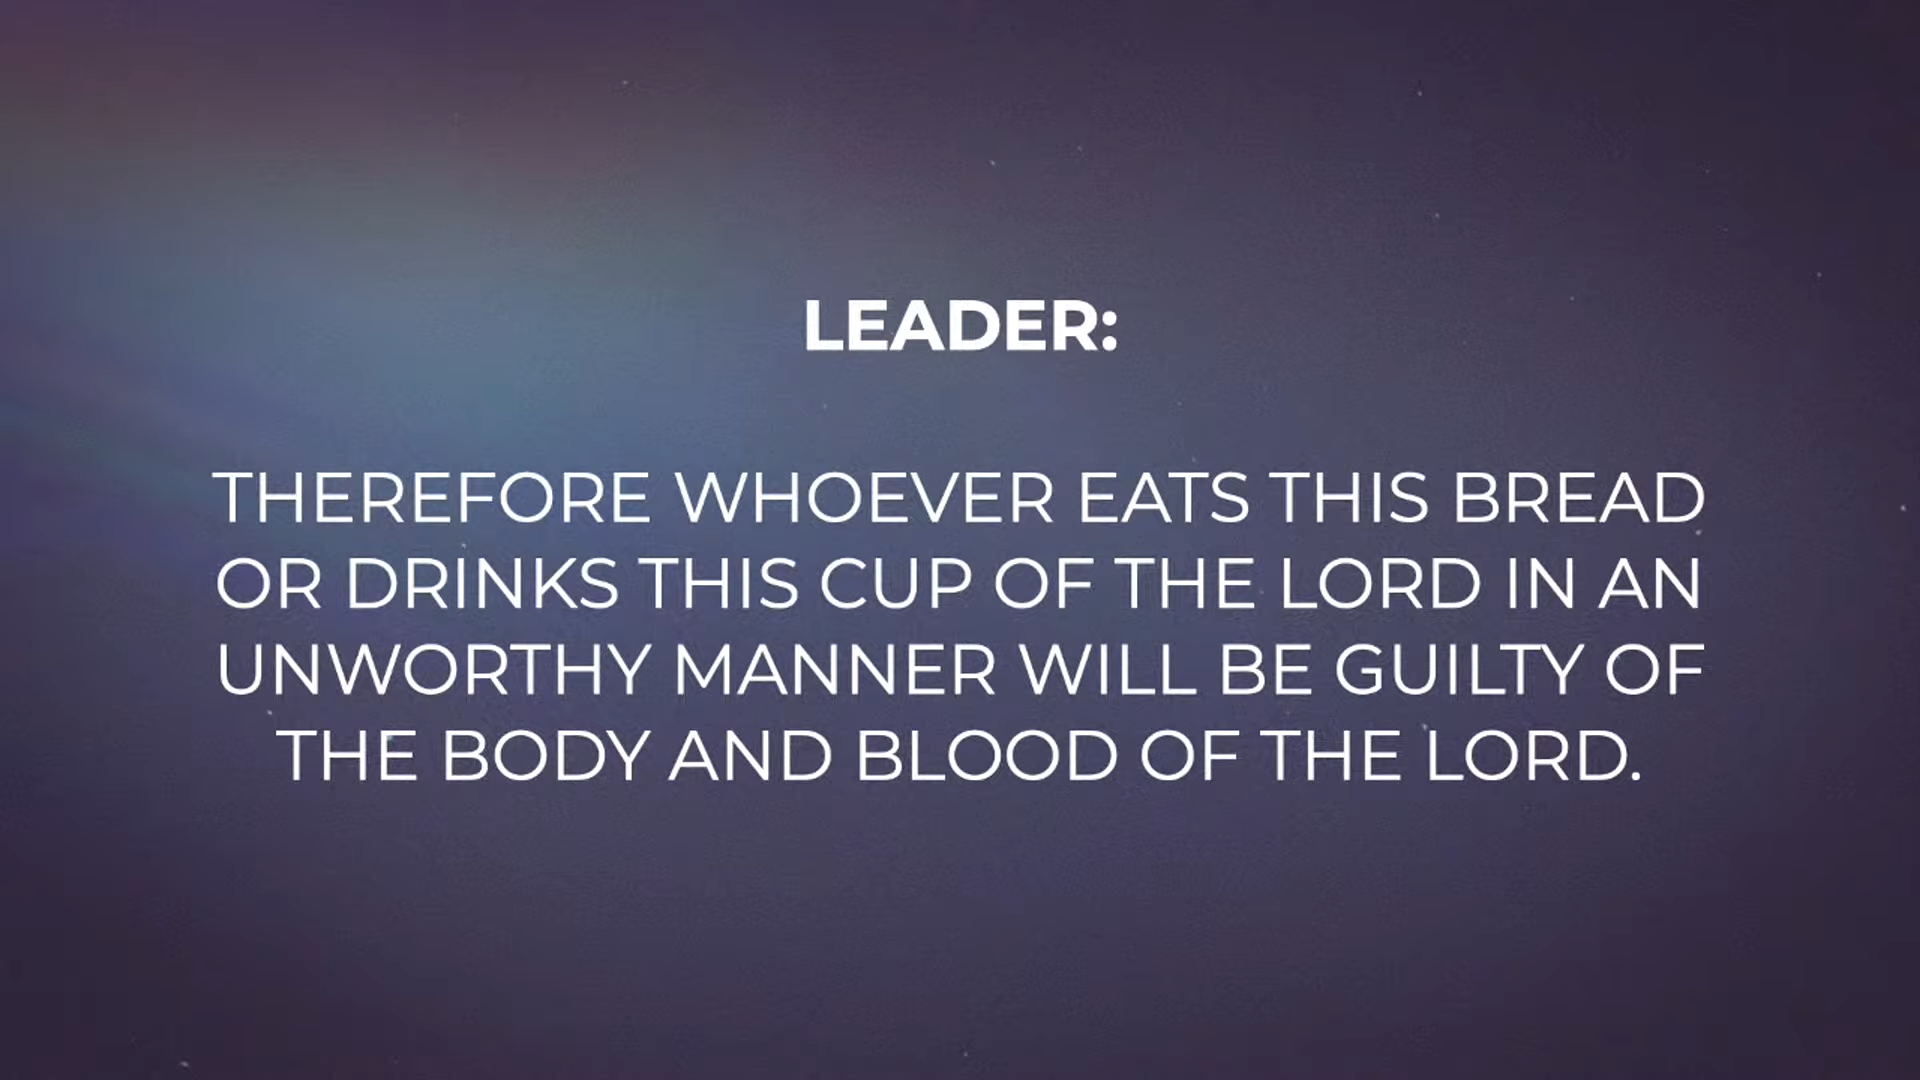 LEADER:
THEREFORE WHOEVER EATS THIS BREAD
OR DRINKS THIS CUP OF THE LORD IN AN
UNWORTHY MANNER WILL BE GUILTY OF
THE BODY AND BLOOD OF THE LORD.